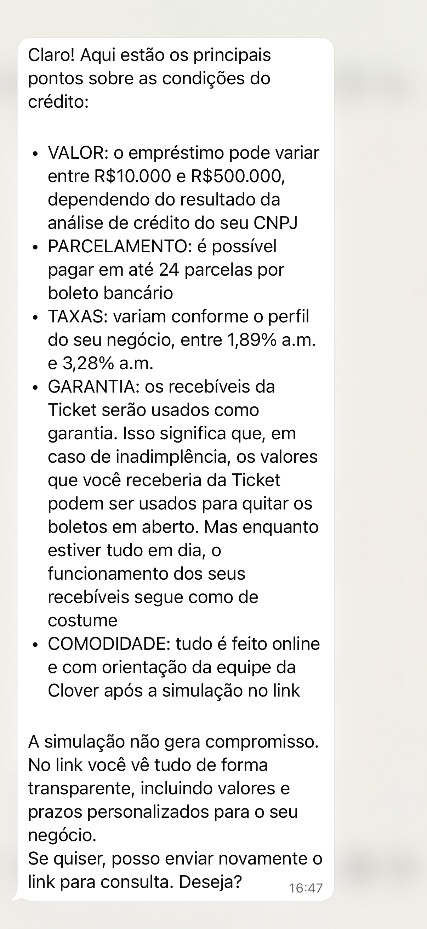 Claro! Aqui estão os principais
pontos sobre as condições do
crédito:
• VALOR: o empréstimo pode variar
entre R$10.000 e R$500.000,
dependendo do resultado da
análise de crédito do seu CNPJ
• PARCELAMENTO: é possível
pagar em até 24 parcelas por
boleto bancário
• TAXAS: variam conforme o perfil
do seu negócio, entre 1,89% a.m.
e 3,28% a.m.
• GARANTIA: os recebíveis da
Ticket serão usados como
garantia. Isso significa que, em
caso de inadimplência, os valores
que você receberia da Ticket
podem ser usados para quitar os
boletos em aberto. Mas enquanto
estiver tudo em dia, o
funcionamento dos seus
recebíveis segue como de
costume
• COMODIDADE: tudo é feito online
e com orientação da equipe da
Clover após a simulação no link
A simulação não gera compromisso.
No link você vê tudo de forma
transparente, incluindo valores e
prazos personalizados para o seu
negócio.
Se quiser, posso enviar novamente o
link para consulta. Deseja?
16:47